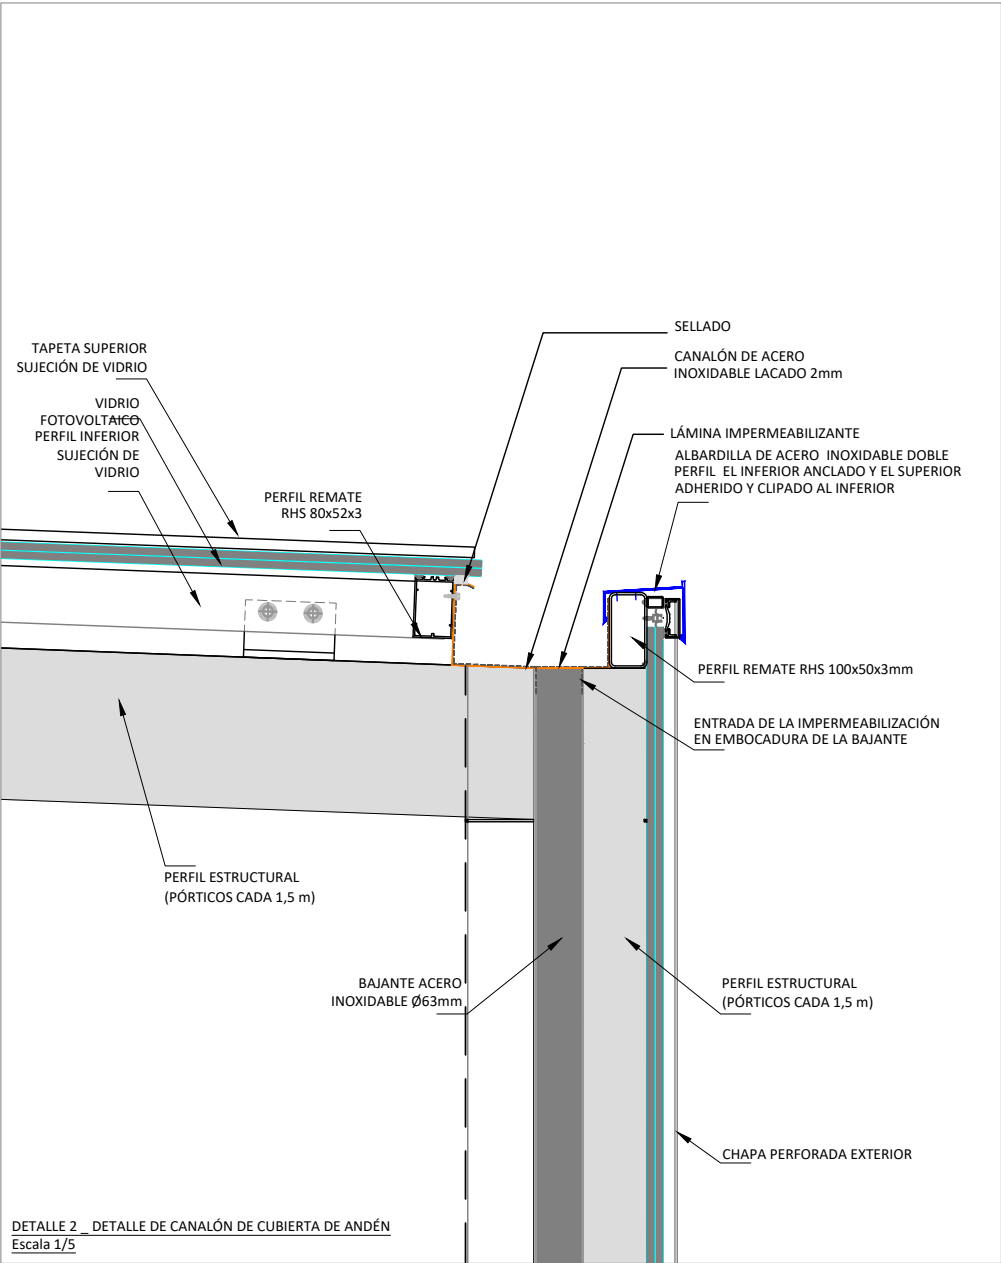 SELLADO
TAPETA SUPERIOR
SUJECIÓN DE VIDRIO
CANALÓN DE ACERO
INOXIDABLE LACADO 2mm
VIDRIO
FOTOVOLTAICO
PERFIL INFERIOR
SUJECIÓN DE
VIDRIO
LÁMINA IMPERMEABILIZANTE
ALBARDILLA DE ACERO  INOXIDABLE DOBLE
PERFIL  EL INFERIOR ANCLADO Y EL SUPERIOR
ADHERIDO Y CLIPADO AL INFERIOR
PERFIL REMATE
RHS 80x52x3
PERFIL REMATE RHS 100x50x3mm
ENTRADA DE LA IMPERMEABILIZACIÓN
EN EMBOCADURA DE LA BAJANTE
PERFIL ESTRUCTURAL
(PÓRTICOS CADA 1,5 m)
BAJANTE ACERO
INOXIDABLE Ø63mm
PERFIL ESTRUCTURAL
(PÓRTICOS CADA 1,5 m)
CHAPA PERFORADA EXTERIOR
DETALLE 2 _ DETALLE DE CANALÓN DE CUBIERTA DE ANDÉN
Escala 1/5